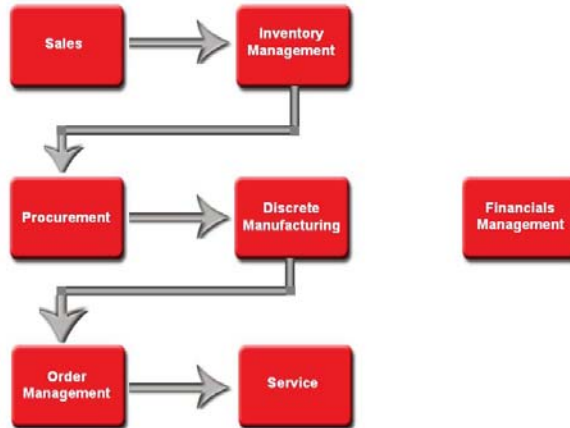 Sales
Inventory
Management
Procurement
Discrete
Manufacturing
Financials
Management
Order
Management
Service